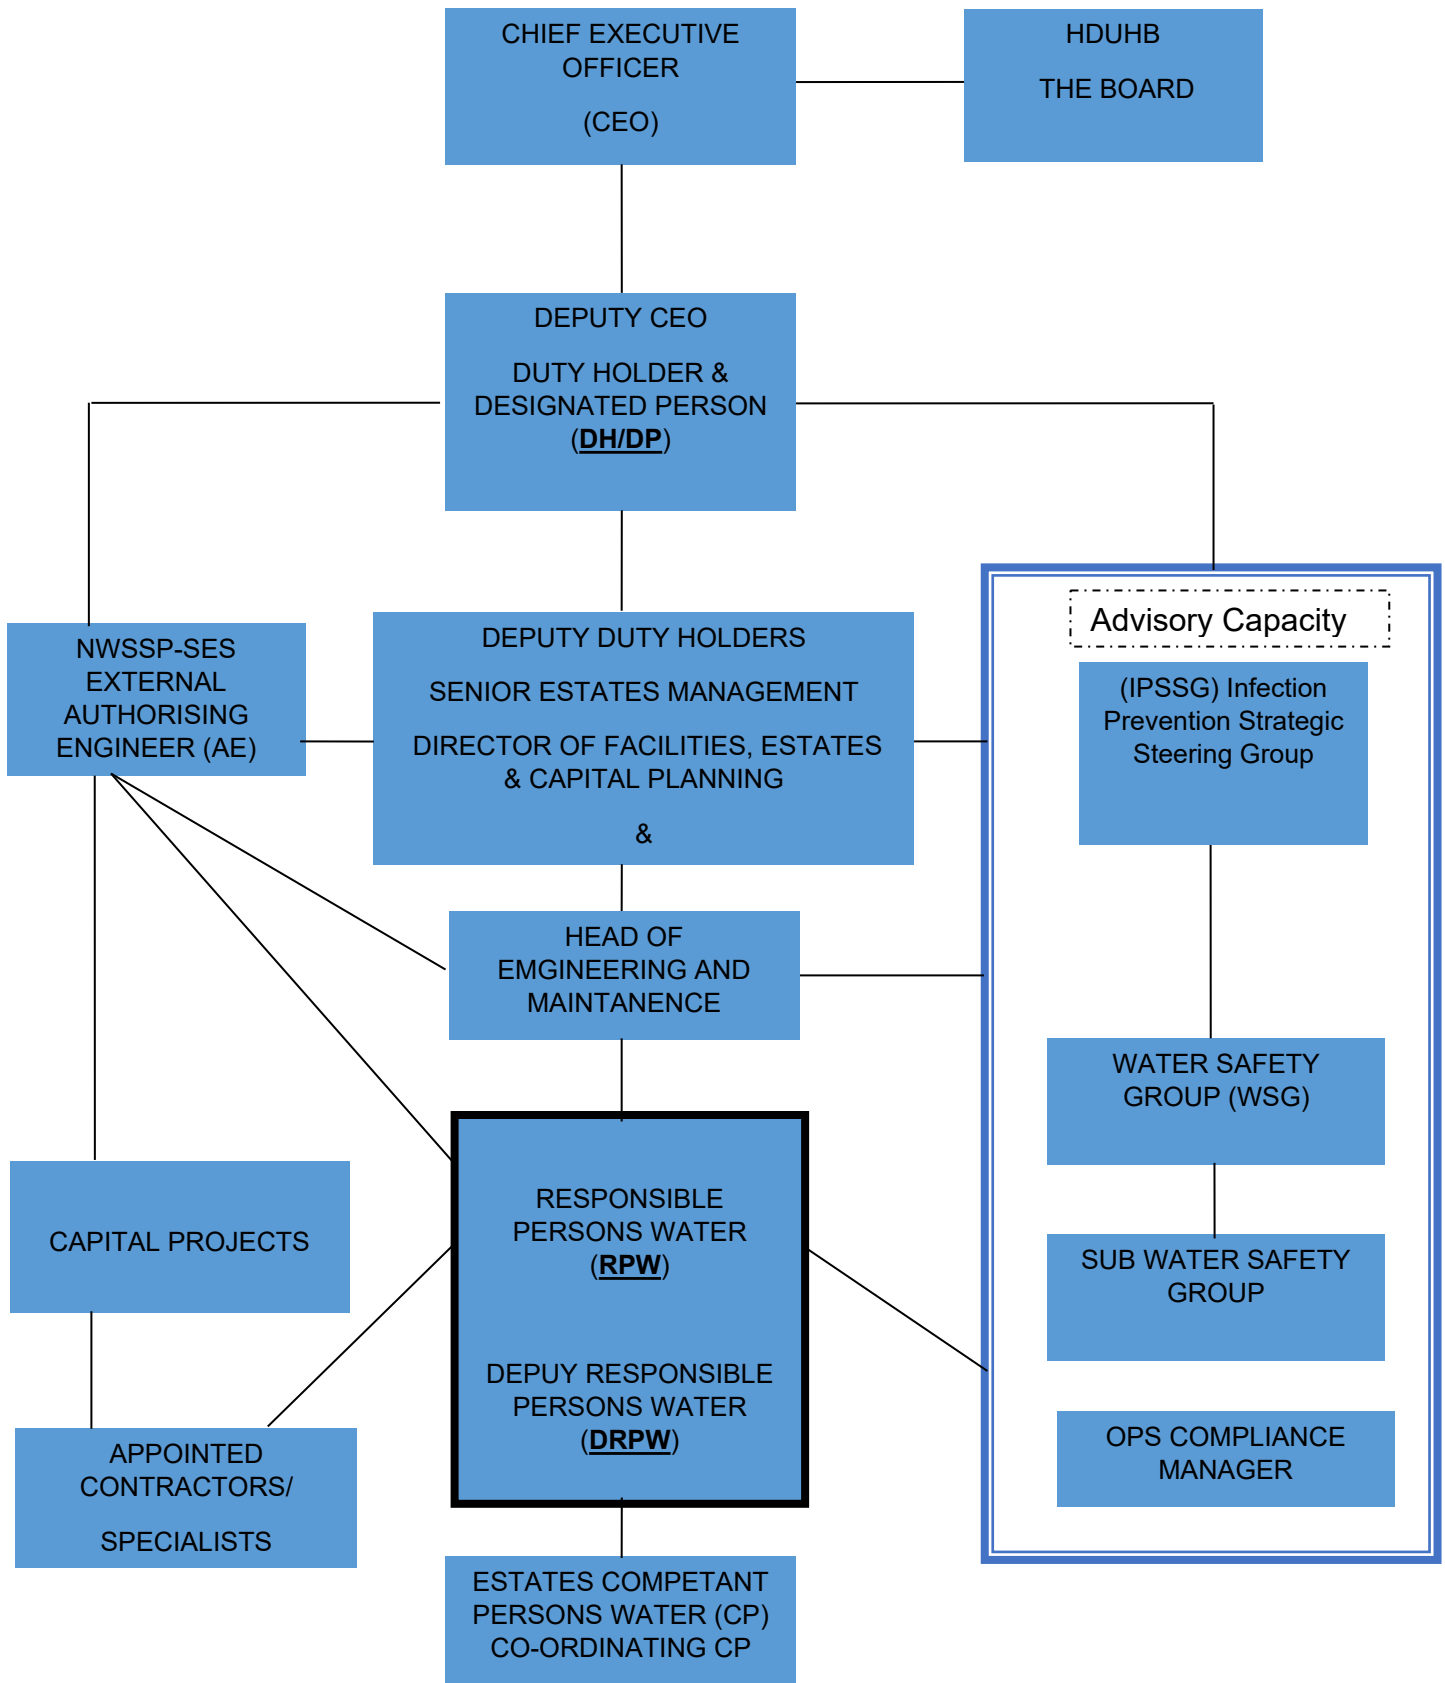 CHIEF EXECUTIVE
OFFICER
(CEO)
HDUHB
THE BOARD
DEPUTY CEO
DUTY HOLDER &
DESIGNATED PERSON
(DH/DP)
Advisory Capacity
NWSSP-SES
EXTERNAL
AUTHORISING
ENGINEER (AE)
DEPUTY DUTY HOLDERS
SENIOR ESTATES MANAGEMENT
DIRECTOR OF FACILITIES, ESTATES
& CAPITAL PLANNING
&
(IPSSG) Infection
Prevention Strategic
Steering Group
HEAD OF
EMGINEERING AND
MAINTANENCE
WATER SAFETY
GROUP (WSG)
CAPITAL PROJECTS
RESPONSIBLE
PERSONS WATER
(RPW)
DEPUY RESPONSIBLE
PERSONS WATER
(DRPW)
SUB WATER SAFETY
GROUP
APPOINTED
CONTRACTORS/
SPECIALISTS
OPS COMPLIANCE
MANAGER
ESTATES COMPETANT
PERSONS WATER (CP)
CO-ORDINATING CP